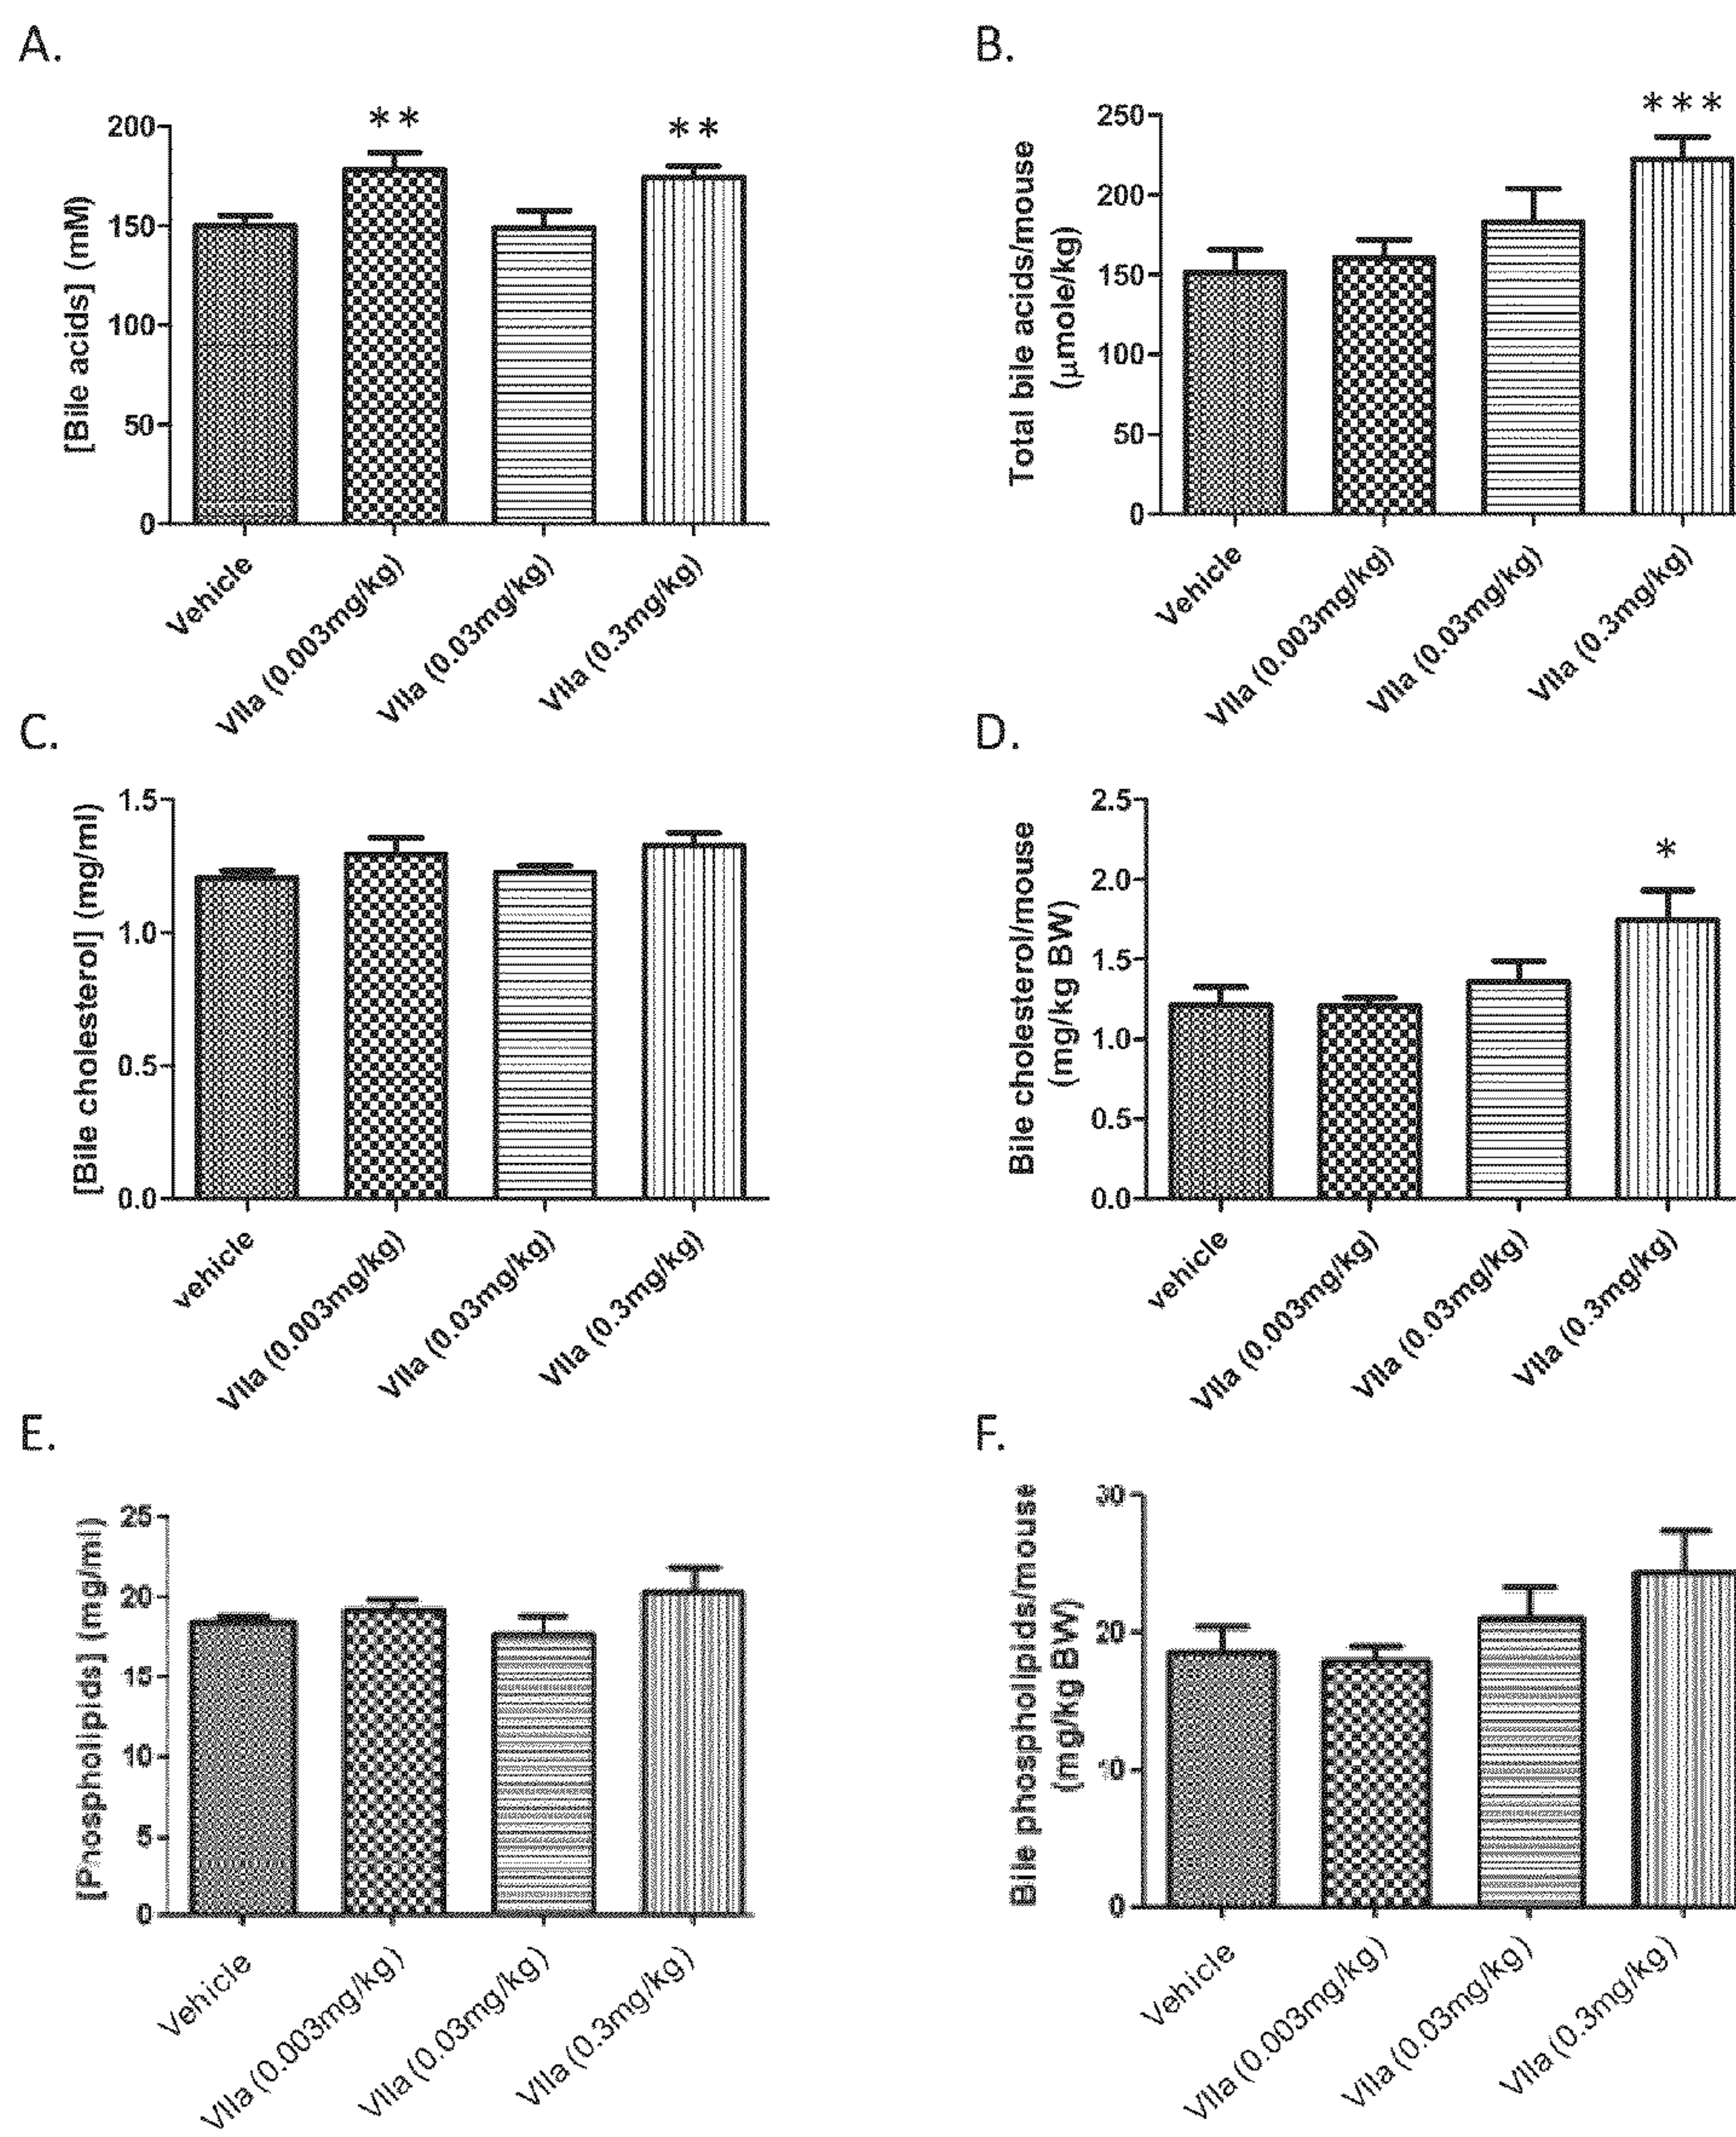 A.
[Bile acids] (mM)
200
150
100
50
0
**
**
Vehicle
VIIa (0.003mg/kg)
VIIa (0.03mg/kg)
VIIa (0.3mg/kg)
B.
Total bile acids/mouse
(μmole/kg)
250
200
150
100
50
0
***
Vehicle
VIIa (0.003mg/kg)
VIIa (0.03mg/kg)
VIIa (0.3mg/kg)
C.
[Bile cholesterol] (mg/ml)
1.5
1.0
0.5
0.0
vehicle
VIIa (0.003mg/kg)
VIIa (0.03mg/kg)
VIIa (0.3mg/kg)
D.
Bile cholesterol/mouse
(mg/kg BW)
2.5
2.0
1.5
1.0
0.5
0.0
*
vehicle
VIIa (0.003mg/kg)
VIIa (0.03mg/kg)
VIIa (0.3mg/kg)
E.
[Phospholipids] (mg/ml)
25
20
15
10
5
0
Vehicle
VIIa (0.003mg/kg)
VIIa (0.03mg/kg)
VIIa (0.3mg/kg)
F.
Bile phospholipids/mouse
(mg/kg BW)
30
20
10
0
Vehicle
VIIa (0.003mg/kg)
VIIa (0.03mg/kg)
VIIa (0.3mg/kg)